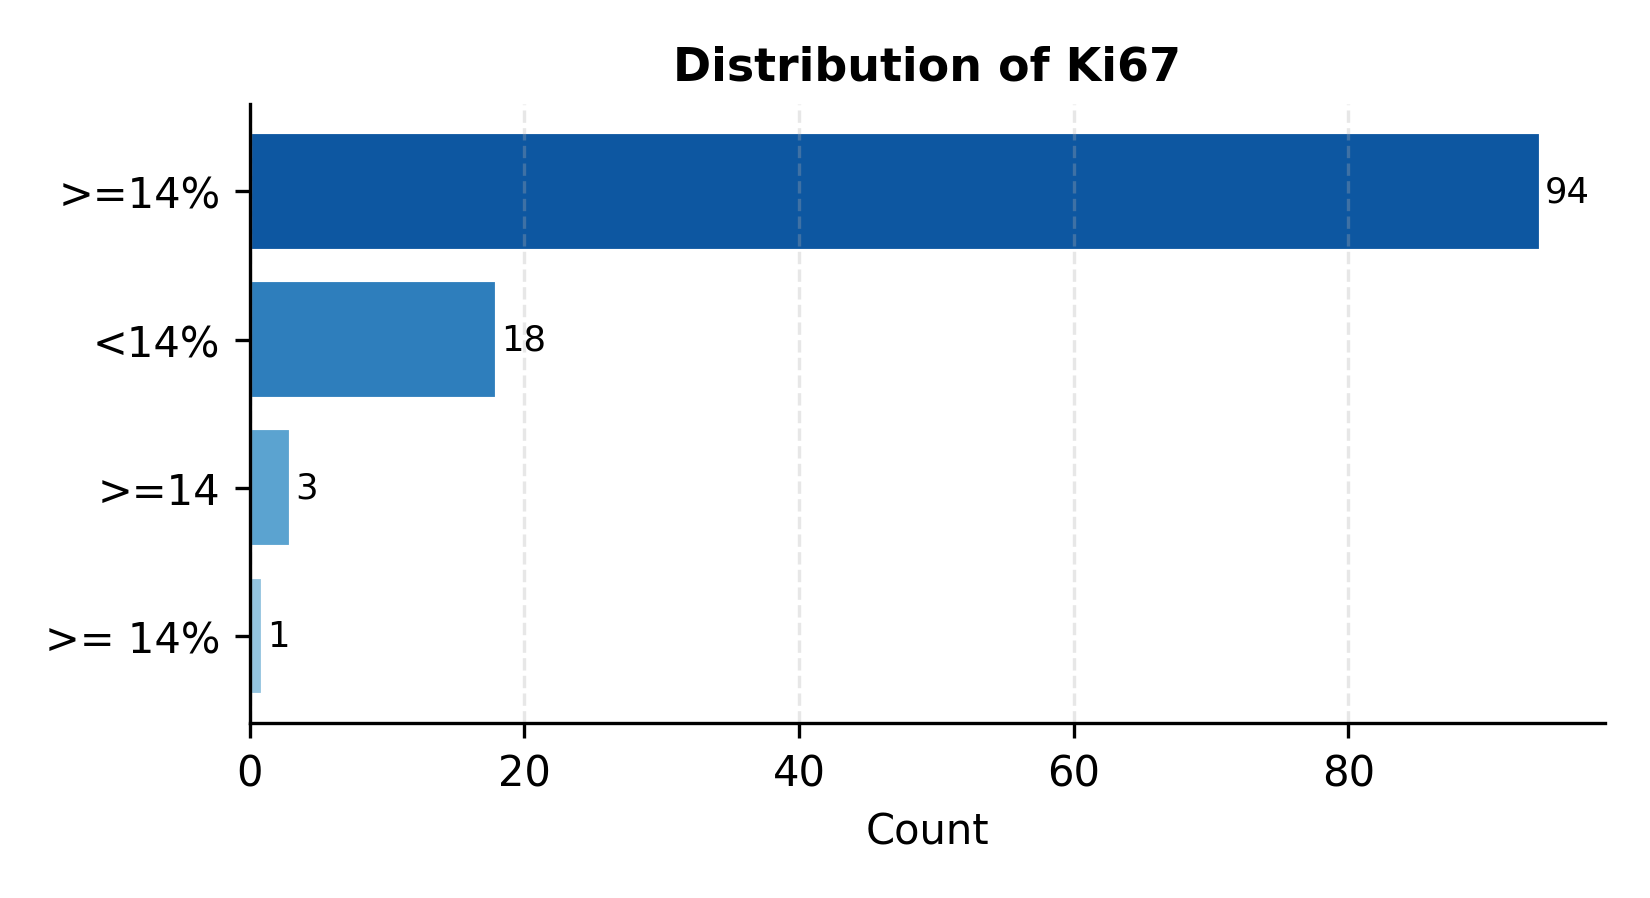 Distribution of Ki67
>=14%
94
<14%
18
>=14
3
>= 14%
1
0 20 40 60 80
Count